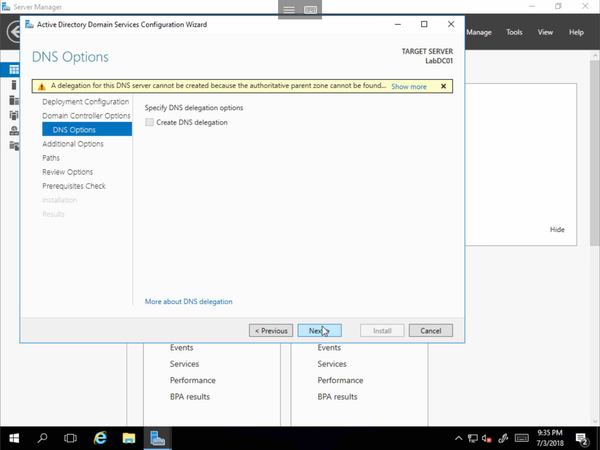 Server Manager
Active Directory Domain Services Configuration Wizard
Manage Tools View Help
DNS Options
TARGET SERVER
LabDC01
A delegation for this DNS server cannot be created because the authoritative parent zone cannot be found... Show more
Deployment Configuration
Domain Controller Options
DNS Options
Additional Options
Paths
Review Options
Prerequisites Check
Installation
Results
Specify DNS delegation options
Create DNS delegation
More about DNS delegation
Hide
< Previous
Next >
Install
Cancel
Events
Services
Performance
BPA results
Events
Services
Performance
BPA results
9:35 PM
7/3/2018
2